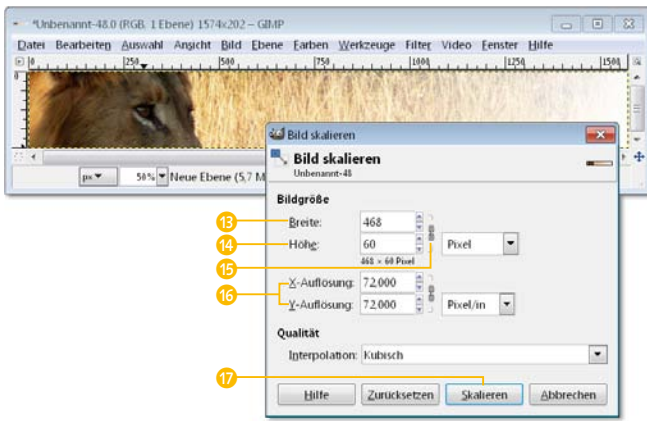 *Unbenannt-48.0 (RGB, 1 Ebene) 1574x202 – GIMP
Datei Bearbeiten Auswahl Ansicht Bild Ebene Farben Werkzeuge Filter Video Fenster Hilfe
0 250 500 750 1000 1250 1500
0
px 50% Neue Ebene (5,7 M
Bild skalieren
Bild skalieren
Unbenannt-48
Bildgröße
13 Breite: 468
14 Höhe: 60 Pixel
15 468 × 60 Pixel
16 X-Auflösung: 72,000
Y-Auflösung: 72,000 Pixel/in
Qualität
Interpolation: Kubisch
17
Hilfe Zurücksetzen Skalieren Abbrechen